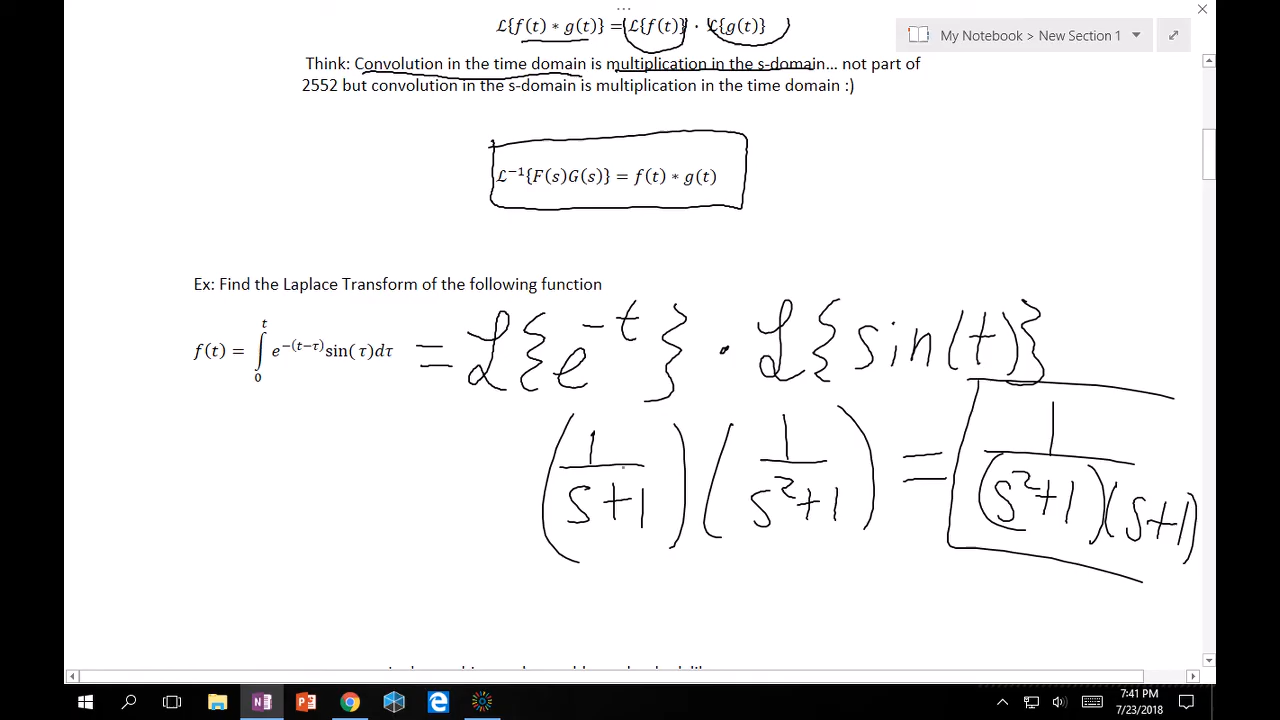 ℒ{f(t) ∗ g(t)} = ℒ{f(t)} · ℒ{g(t)}
My Notebook > New Section 1
Think: Convolution in the time domain is multiplication in the s-domain... not part of
2552 but convolution in the s-domain is multiplication in the time domain :)
ℒ⁻¹{F(s)G(s)} = f(t) ∗ g(t)
Ex: Find the Laplace Transform of the following function
f(t) = ∫₀ᵗ e^−(t−τ) sin(τ)dτ = ℒ{e^−t} · ℒ{sin(t)}
(1/(s+1)) (1/(s²+1)) = 1/((s²+1)(s+1))
7:41 PM
7/23/2018